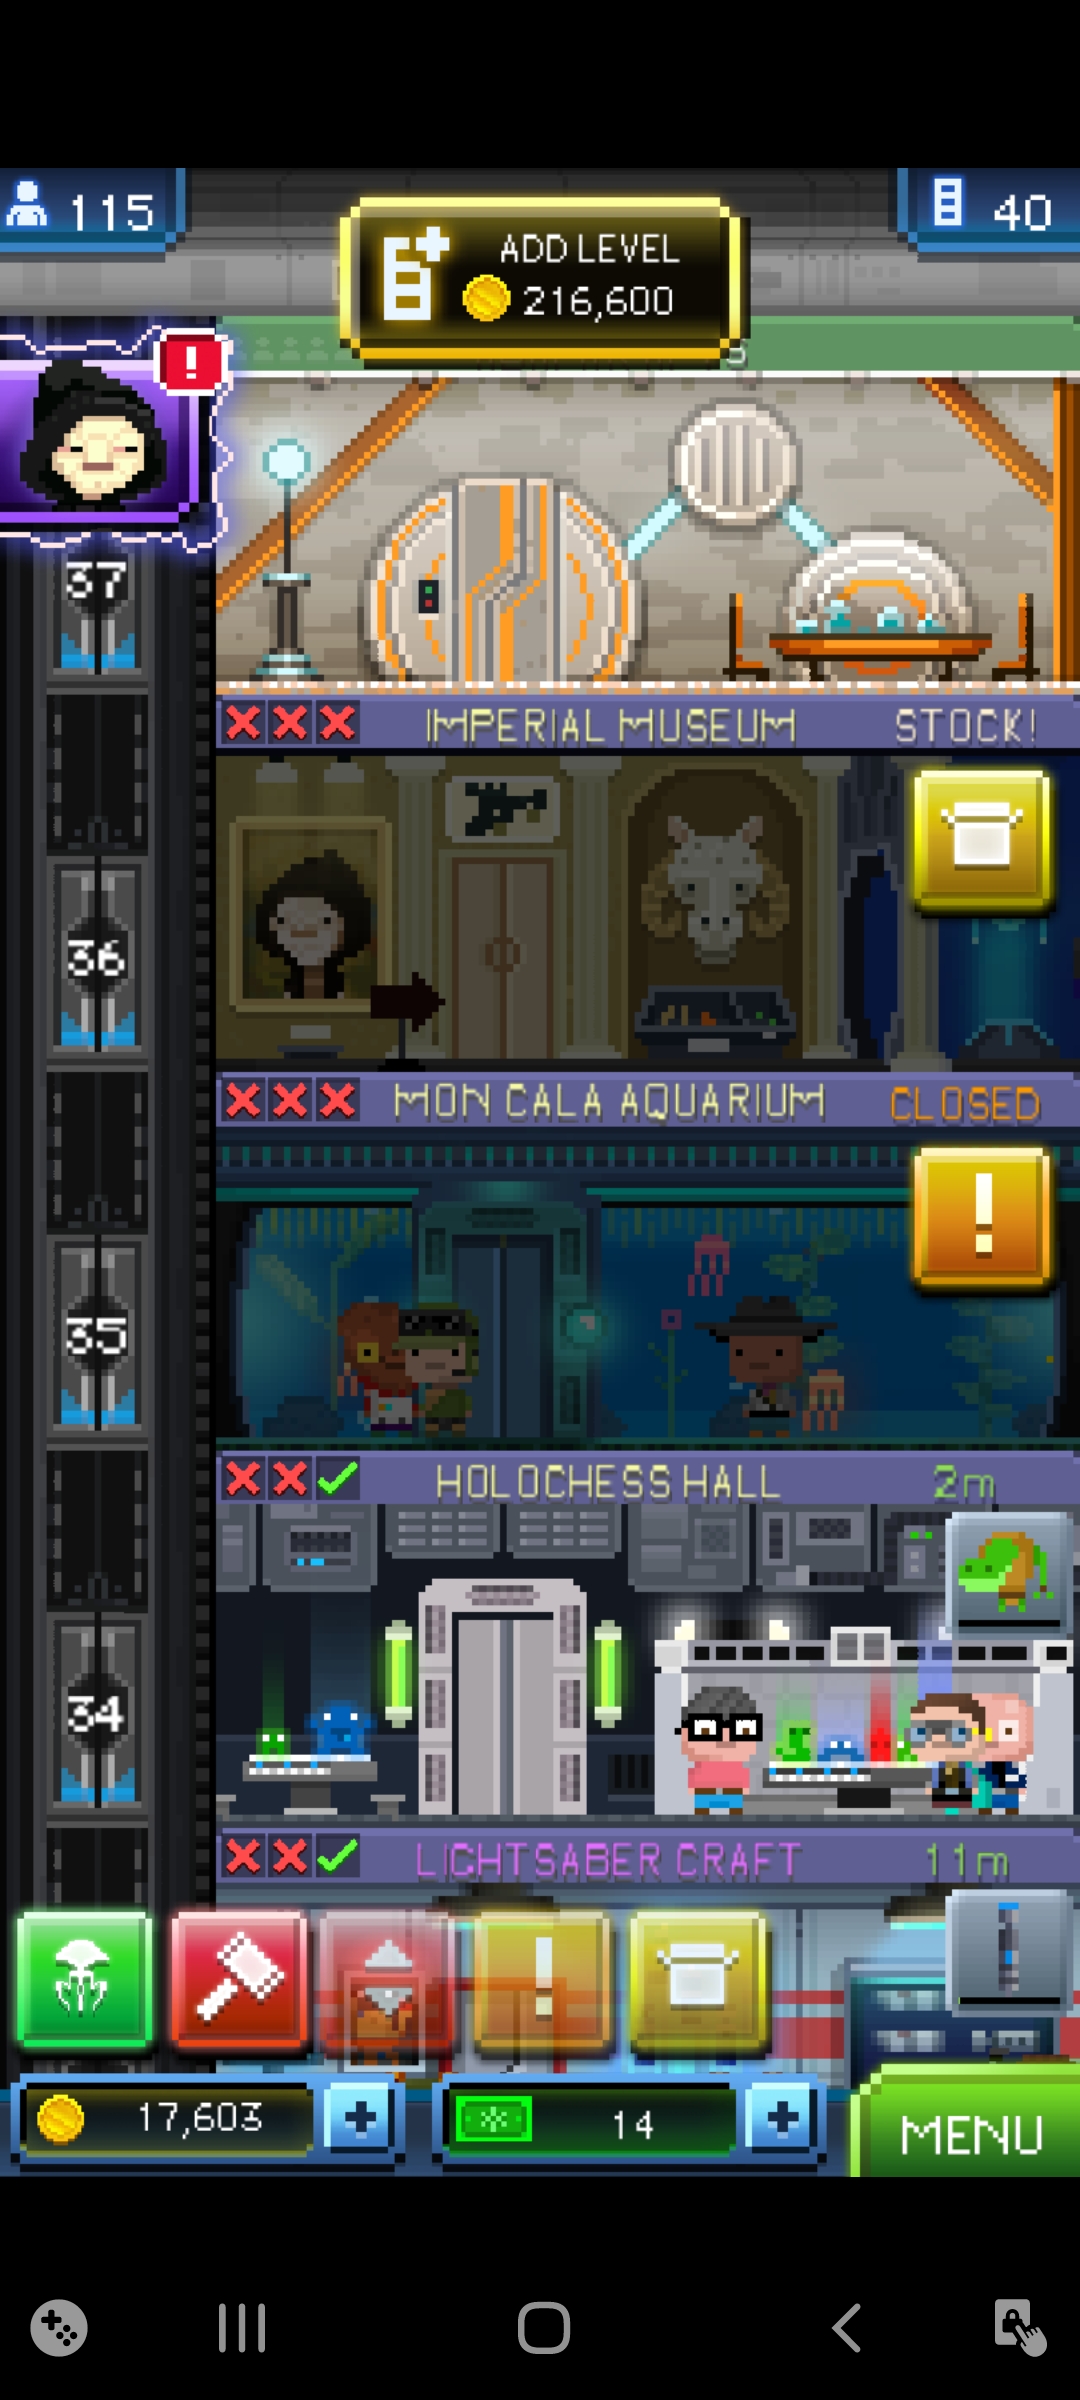 115
ADD LEVEL
216,600
40
!
37
IMPERIAL MUSEUM
STOCK!
36
MON CALA AQUARIUM
CLOSED
!
35
HOLOCHESS HALL
2m
34
LIGHTSABER CRAFT
11m
!
17,603
+
14
+
MENU